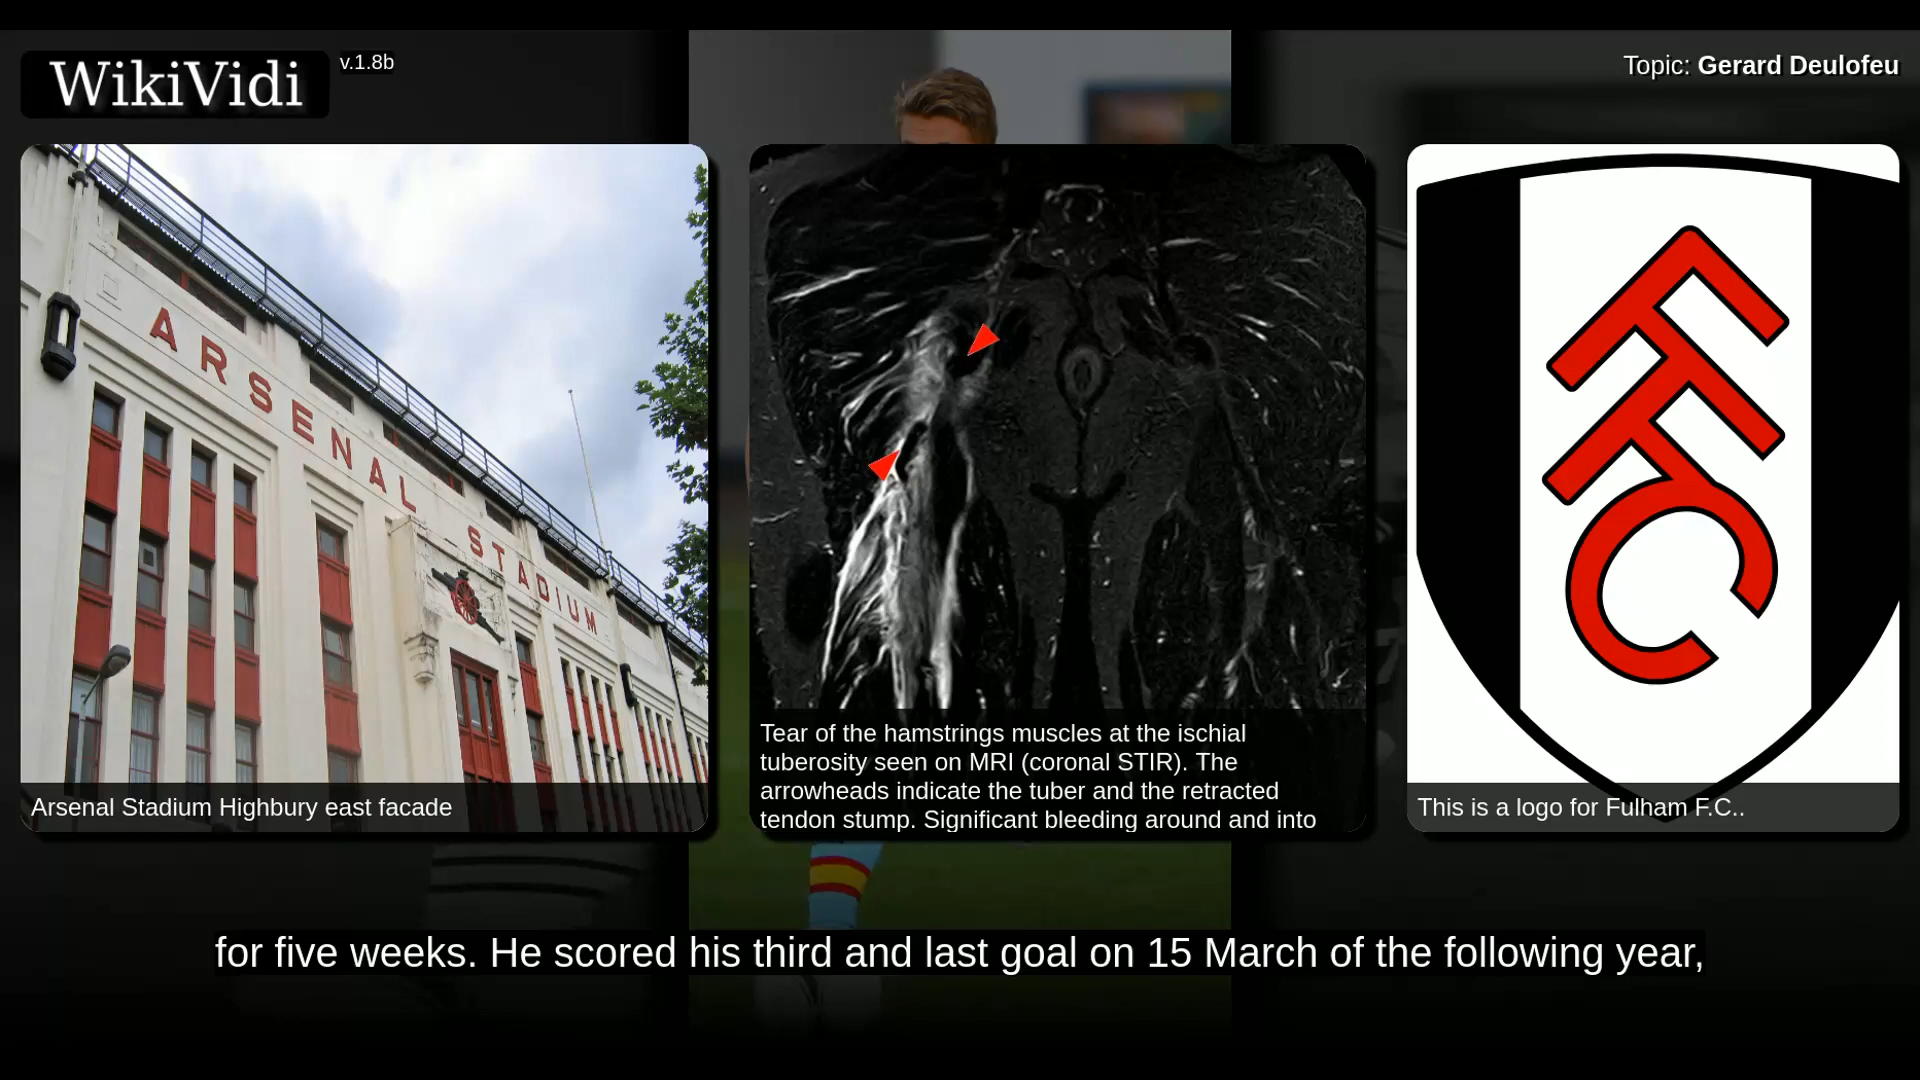 WikiVidi
v.1.8b
Topic: Gerard Deulofeu
ARSENAL STADIUM
Arsenal Stadium Highbury east facade
Tear of the hamstrings muscles at the ischial
tuberosity seen on MRI (coronal STIR). The
arrowheads indicate the tuber and the retracted
tendon stump. Significant bleeding around and into
FFC
This is a logo for Fulham F.C..
for five weeks. He scored his third and last goal on 15 March of the following year,